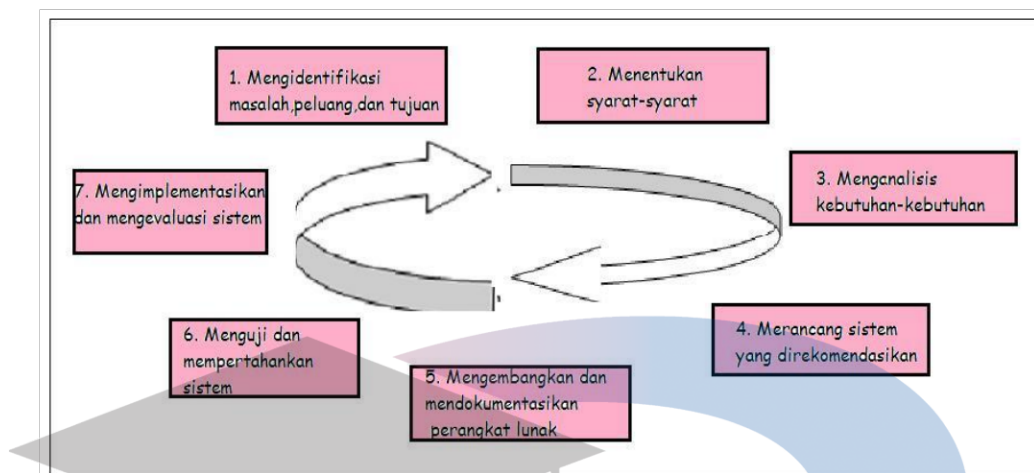 1. Mengidentifikasi
masalah,peluang,dan tujuan
2. Menentukan
syarat-syarat
3. Menganalisis
kebutuhan-kebutuhan
4. Merancang sistem
yang direkomendasikan
5. Mengembangkan dan
mendokumentasikan
perangkat lunak
6. Menguji dan
mempertahankan
sistem
7. Mengimplementasikan
dan mengevaluasi sistem